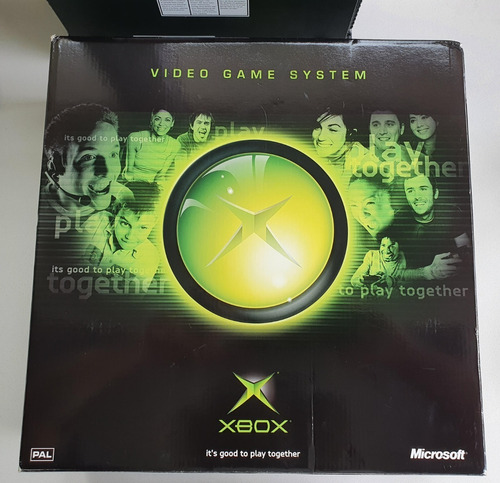 VIDEO GAME SYSTEM
its good to play together
play
play
together
play
its good to play together
together
to play together
XBOX
PAL
it's good to play together
Microsoft